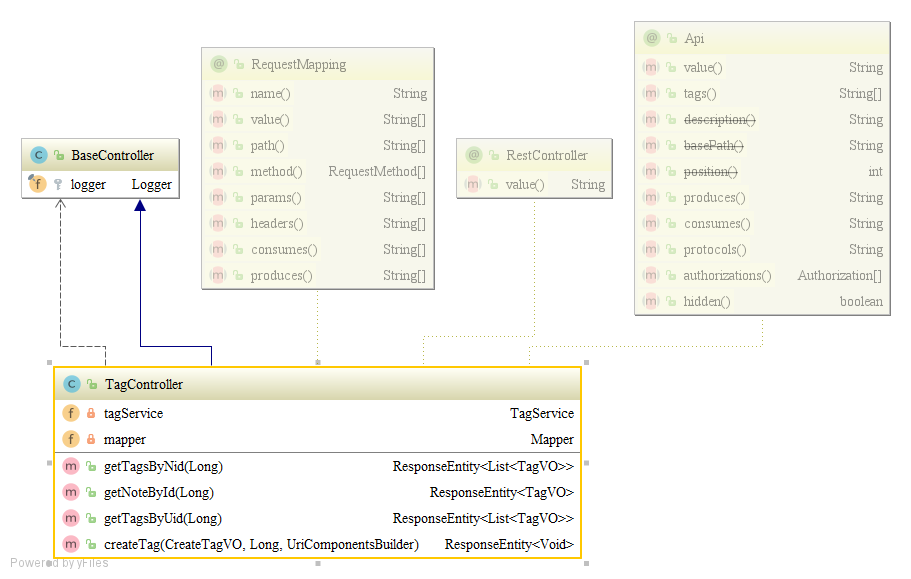 Api
value() String
tags() String[]
description() String
basePath() String
position() int
produces() String
consumes() String
protocols() String
authorizations() Authorization[]
hidden() boolean
RequestMapping
name() String
value() String[]
path() String[]
method() RequestMethod[]
params() String[]
headers() String[]
consumes() String[]
produces() String[]
BaseController
logger Logger
RestController
value() String
TagController
tagService TagService
mapper Mapper
getTagsByNid(Long) ResponseEntity<List<TagVO>>
getNoteById(Long) ResponseEntity<TagVO>
getTagsByUid(Long) ResponseEntity<List<TagVO>>
createTag(CreateTagVO, Long, UriComponentsBuilder) ResponseEntity<Void>
Powered by yFiles